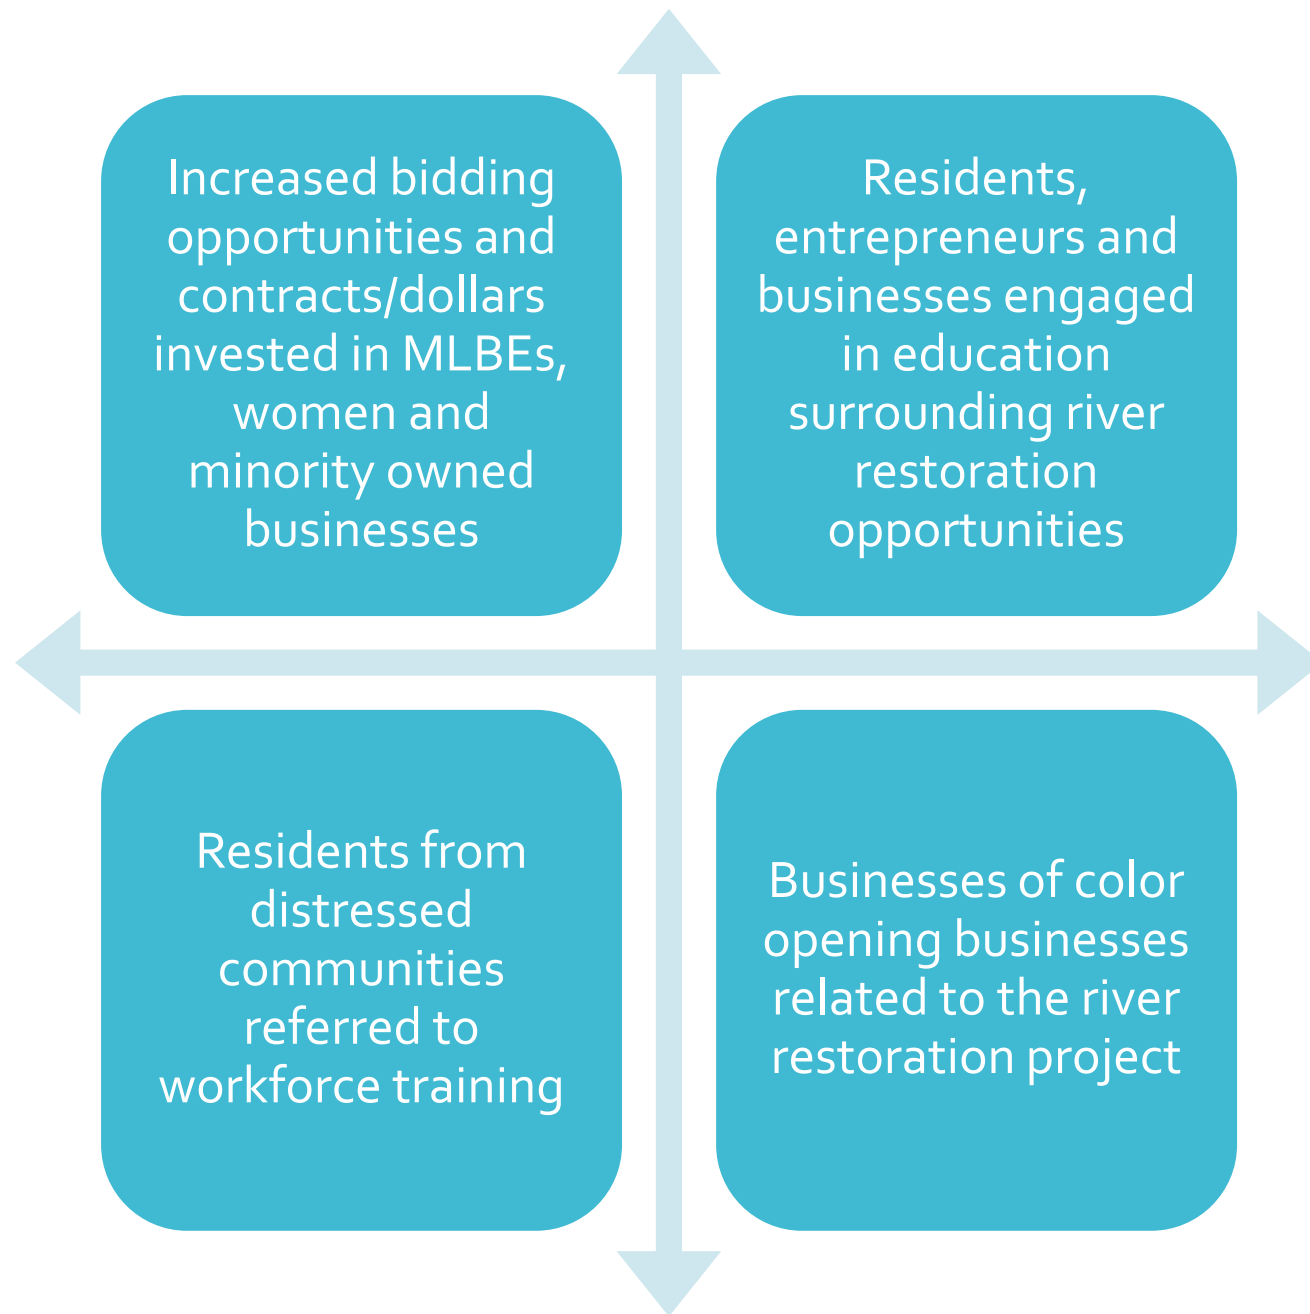 Increased bidding
opportunities and
contracts/dollars
invested in MLBEs,
women and
minority owned
businesses
Residents,
entrepreneurs and
businesses engaged
in education
surrounding river
restoration
opportunities
Residents from
distressed
communities
referred to
workforce training
Businesses of color
opening businesses
related to the river
restoration project